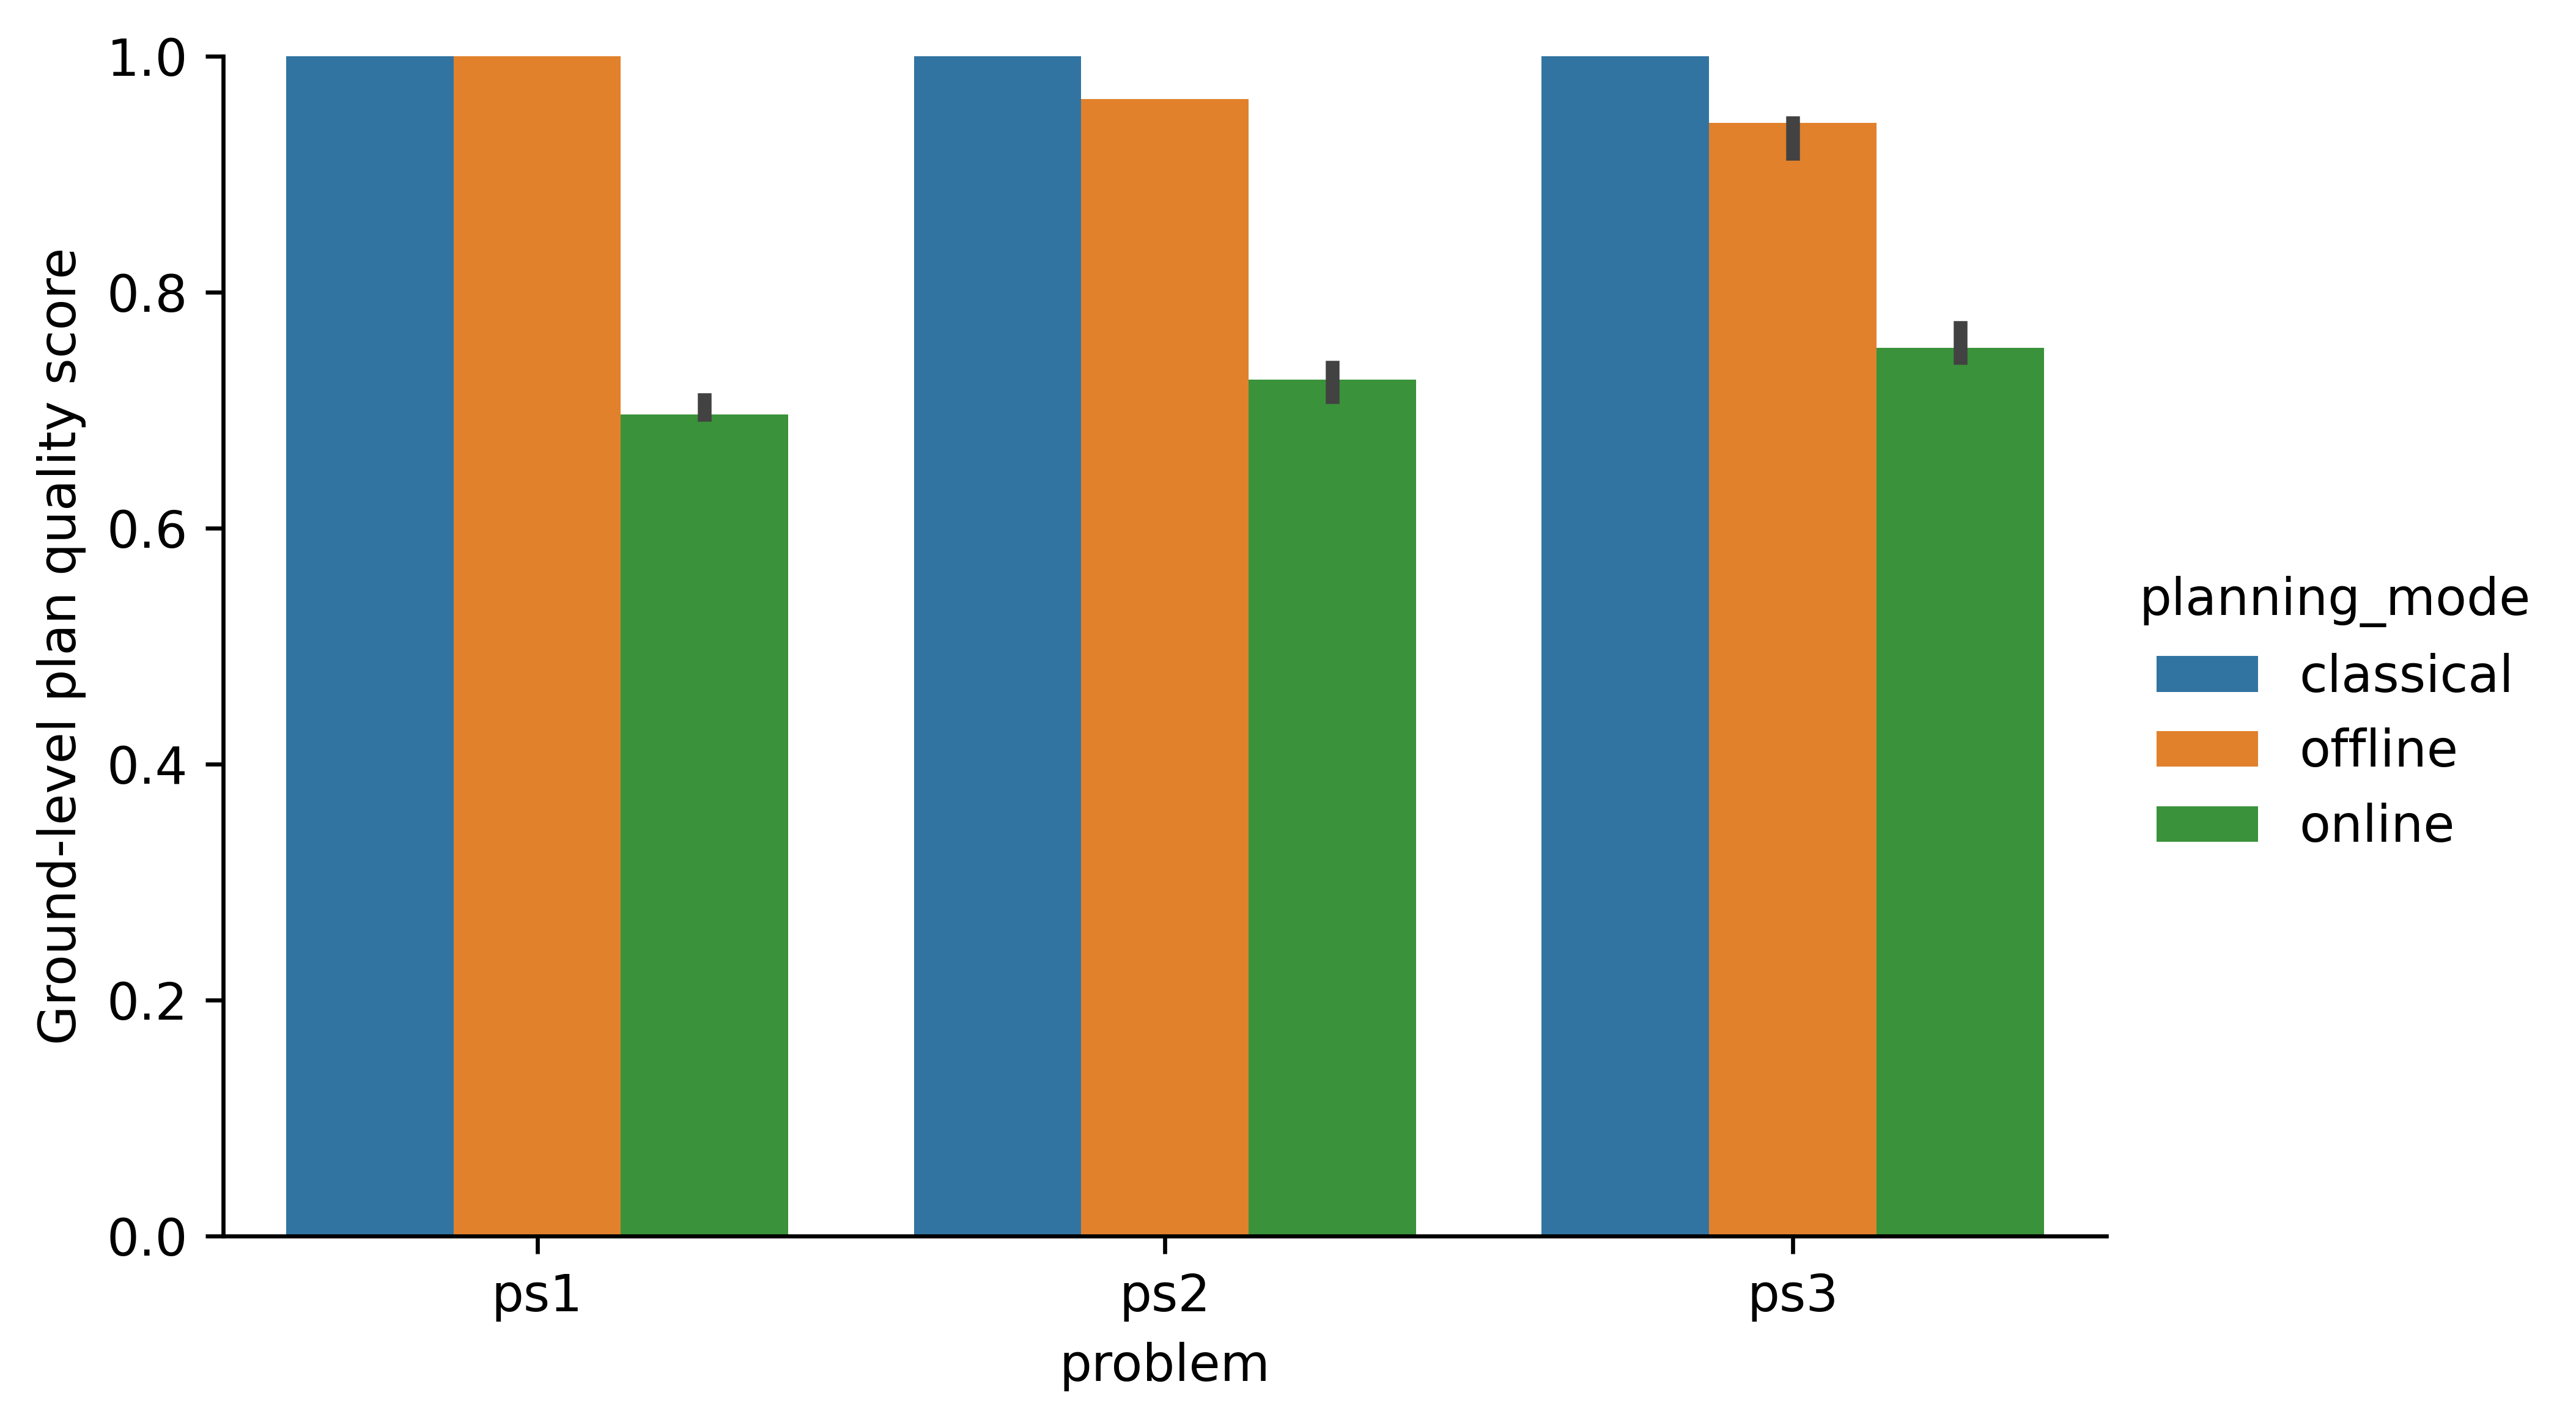 Ground-level plan quality score
1.0
0.8
0.6
0.4
0.2
0.0
ps1
ps2
ps3
problem
planning_mode
classical
offline
online